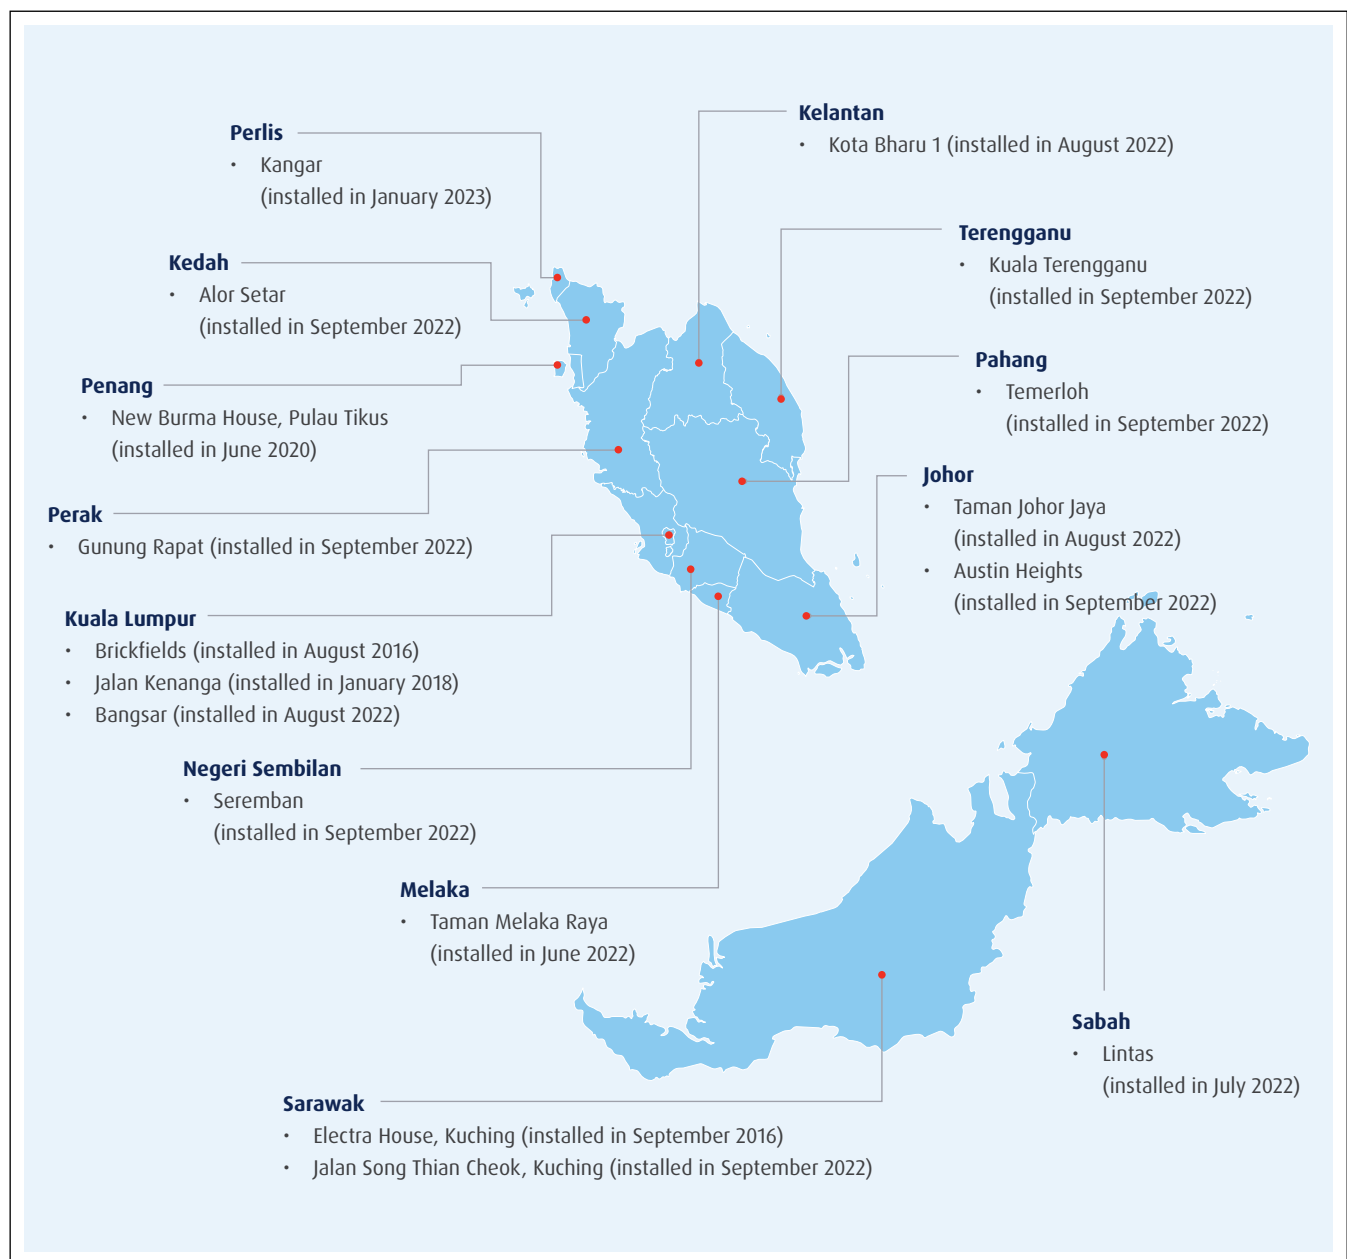 Perlis
• Kangar
(installed in January 2023)
Kedah
• Alor Setar
(installed in September 2022)
Penang
• New Burma House, Pulau Tikus
(installed in June 2020)
Perak
• Gunung Rapat (installed in September 2022)
Kuala Lumpur
• Brickfields (installed in August 2016)
• Jalan Kenanga (installed in January 2018)
• Bangsar (installed in August 2022)
Negeri Sembilan
• Seremban
(installed in September 2022)
Melaka
• Taman Melaka Raya
(installed in June 2022)
Sarawak
• Electra House, Kuching (installed in September 2016)
• Jalan Song Thian Cheok, Kuching (installed in September 2022)
Kelantan
• Kota Bharu 1 (installed in August 2022)
Terengganu
• Kuala Terengganu
(installed in September 2022)
Pahang
• Temerloh
(installed in September 2022)
Johor
• Taman Johor Jaya
(installed in August 2022)
• Austin Heights
(installed in September 2022)
Sabah
• Lintas
(installed in July 2022)